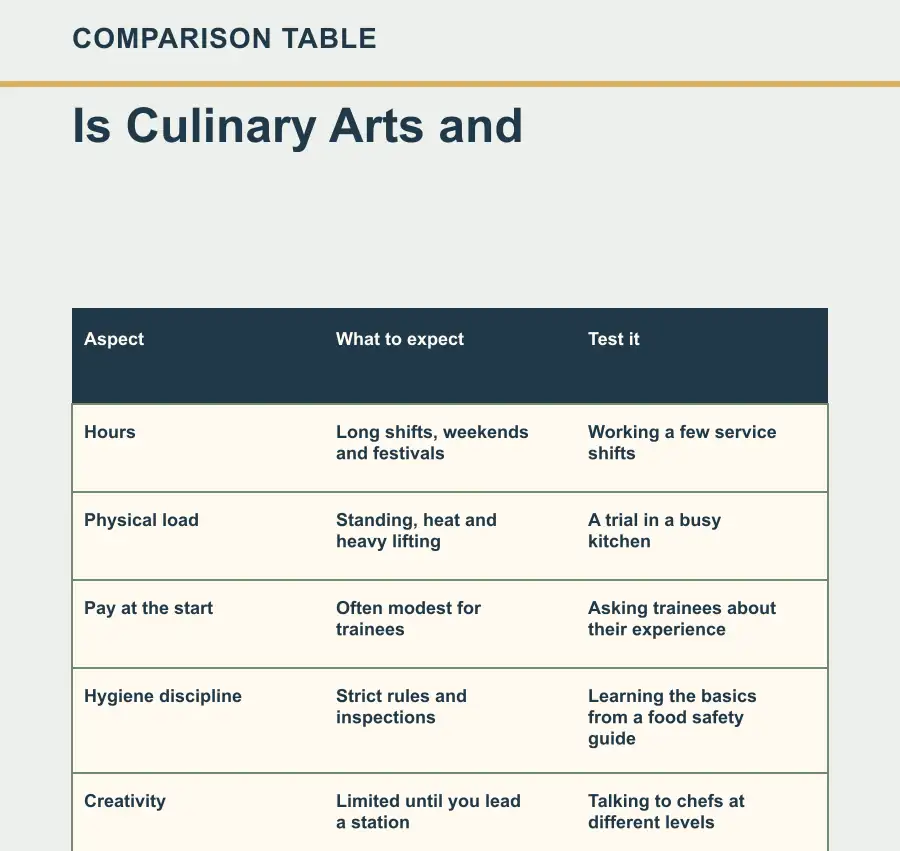 COMPARISON TABLE
Is Culinary Arts and
Aspect What to expect Test it
Hours Long shifts, weekends Working a few service
and festivals shifts
Physical load Standing, heat and A trial in a busy
heavy lifting kitchen
Pay at the start Often modest for Asking trainees about
trainees their experience
Hygiene discipline Strict rules and Learning the basics
inspections from a food safety
guide
Creativity Limited until you lead Talking to chefs at
a station different levels